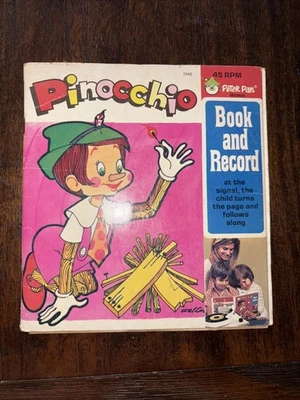 Pinocchio
45 RPM
PETER PAN
Book
and
Record
at the
signal, the
child turns
the page and
follows
along